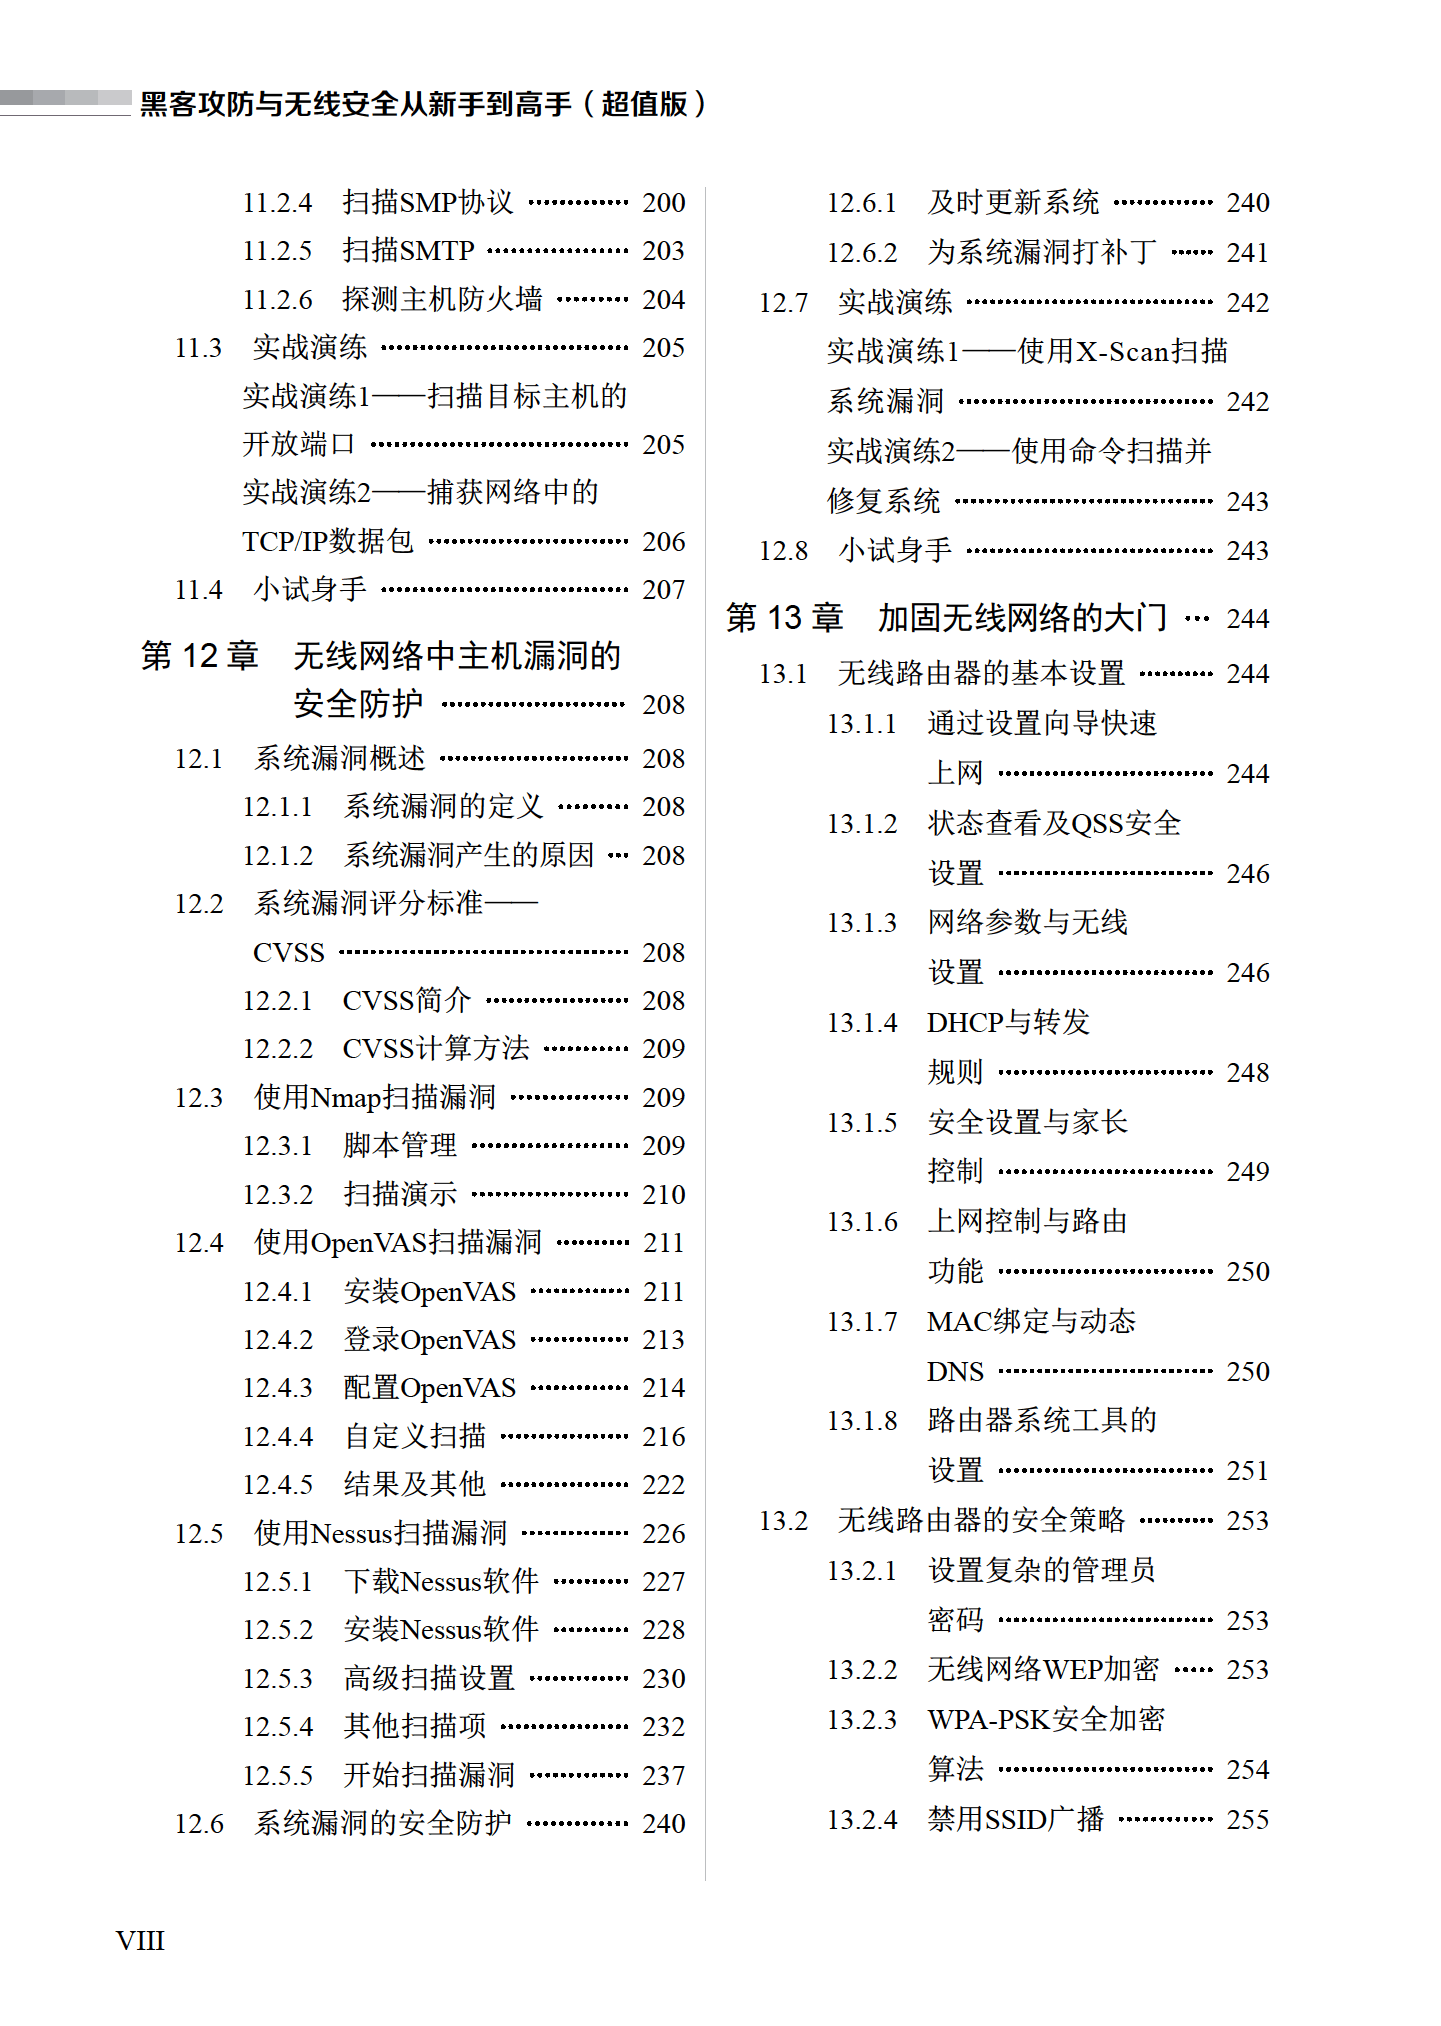 黑客攻防与无线安全从新手到高手（超值版）
11.2.4 扫描SMP协议 ………… 200
11.2.5 扫描SMTP ………… 203
11.2.6 探测主机防火墙 ………… 204
11.3 实战演练 ………… 205
实战演练1——扫描目标主机的
开放端口 ………… 205
实战演练2——捕获网络中的
TCP/IP数据包 ………… 206
11.4 小试身手 ………… 207
第 12 章 无线网络中主机漏洞的
安全防护 ………… 208
12.1 系统漏洞概述 ………… 208
12.1.1 系统漏洞的定义 ………… 208
12.1.2 系统漏洞产生的原因 … 208
12.2 系统漏洞评分标准——
CVSS ………… 208
12.2.1 CVSS简介 ………… 208
12.2.2 CVSS计算方法 ………… 209
12.3 使用Nmap扫描漏洞 ………… 209
12.3.1 脚本管理 ………… 209
12.3.2 扫描演示 ………… 210
12.4 使用OpenVAS扫描漏洞 ………… 211
12.4.1 安装OpenVAS ………… 211
12.4.2 登录OpenVAS ………… 213
12.4.3 配置OpenVAS ………… 214
12.4.4 自定义扫描 ………… 216
12.4.5 结果及其他 ………… 222
12.5 使用Nessus扫描漏洞 ………… 226
12.5.1 下载Nessus软件 ………… 227
12.5.2 安装Nessus软件 ………… 228
12.5.3 高级扫描设置 ………… 230
12.5.4 其他扫描项 ………… 232
12.5.5 开始扫描漏洞 ………… 237
12.6 系统漏洞的安全防护 ………… 240
12.6.1 及时更新系统 ………… 240
12.6.2 为系统漏洞打补丁 …… 241
12.7 实战演练 ………… 242
实战演练1——使用X-Scan扫描
系统漏洞 ………… 242
实战演练2——使用命令扫描并
修复系统 ………… 243
12.8 小试身手 ………… 243
第 13 章 加固无线网络的大门 … 244
13.1 无线路由器的基本设置 ………… 244
13.1.1 通过设置向导快速
上网 ………… 244
13.1.2 状态查看及QSS安全
设置 ………… 246
13.1.3 网络参数与无线
设置 ………… 246
13.1.4 DHCP与转发
规则 ………… 248
13.1.5 安全设置与家长
控制 ………… 249
13.1.6 上网控制与路由
功能 ………… 250
13.1.7 MAC绑定与动态
DNS ………… 250
13.1.8 路由器系统工具的
设置 ………… 251
13.2 无线路由器的安全策略 ………… 253
13.2.1 设置复杂的管理员
密码 ………… 253
13.2.2 无线网络WEP加密 …… 253
13.2.3 WPA-PSK安全加密
算法 ………… 254
13.2.4 禁用SSID广播 ………… 255
VIII